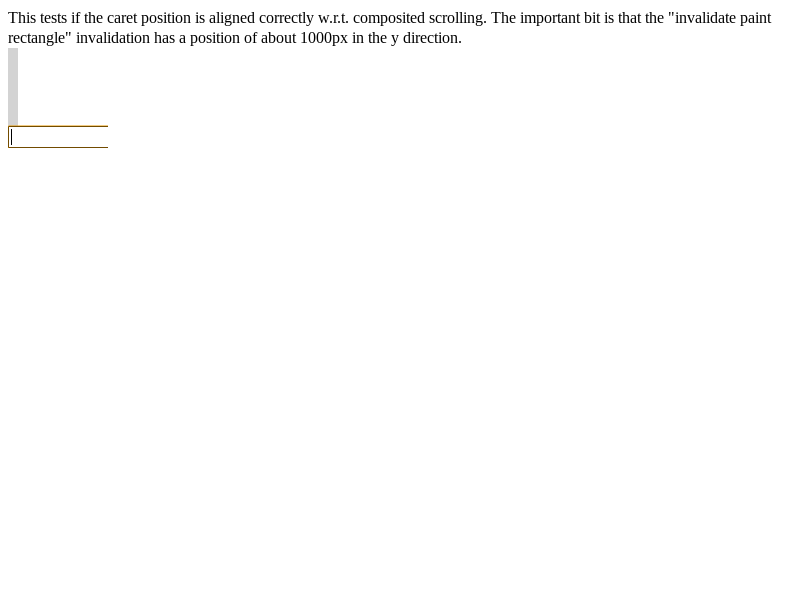 This tests if the caret position is aligned correctly w.r.t. composited scrolling. The important bit is that the "invalidate paint
rectangle" invalidation has a position of about 1000px in the y direction.